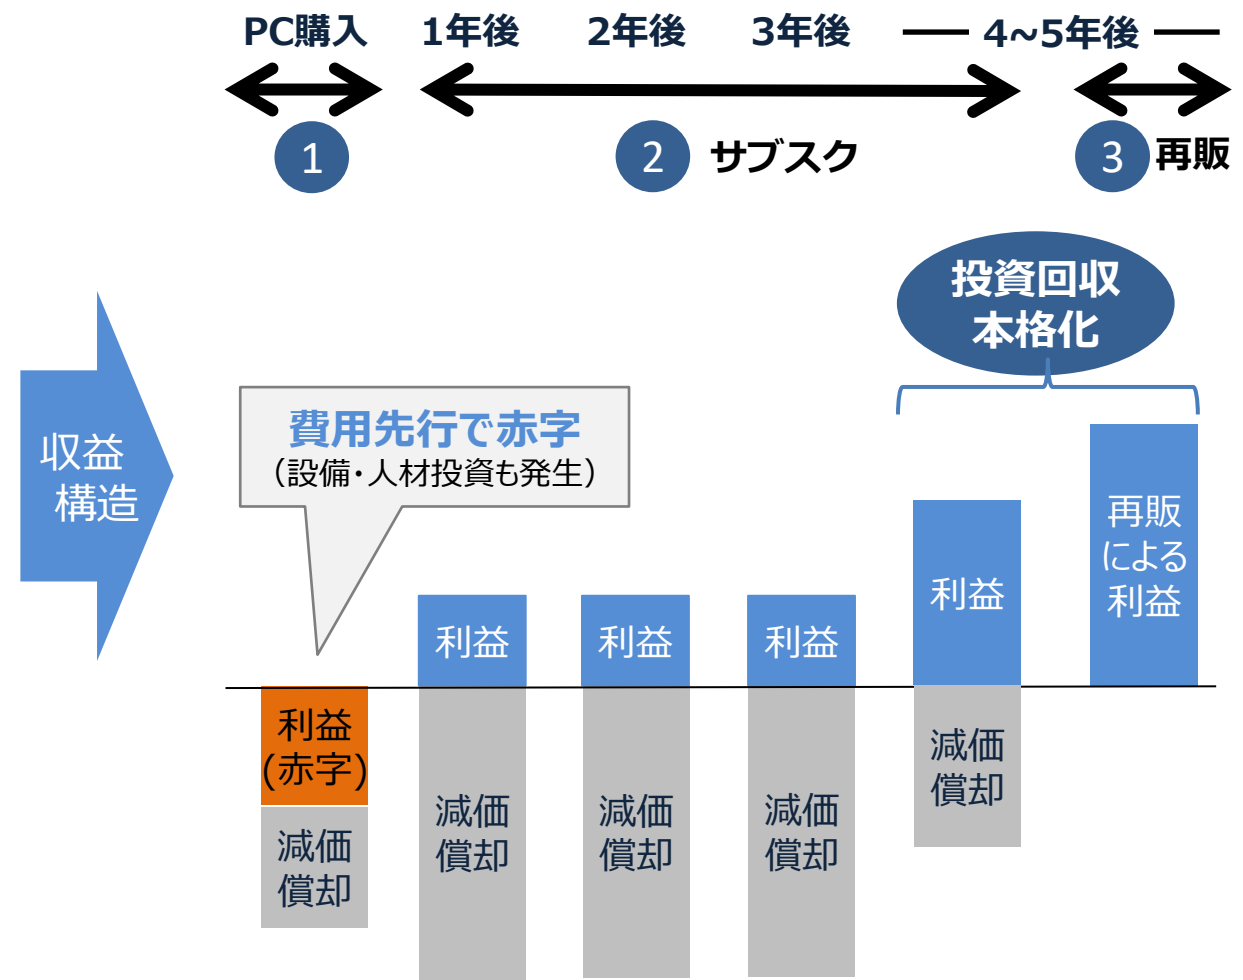 PC購入 1年後 2年後 3年後 4~5年後
1
2 サブスク
3 再販
投資回収
本格化
収益
構造
費用先行で赤字
（設備・人材投資も発生）
利益
(赤字)
減価
償却
利益
減価
償却
利益
減価
償却
利益
減価
償却
利益
減価
償却
再販
による
利益